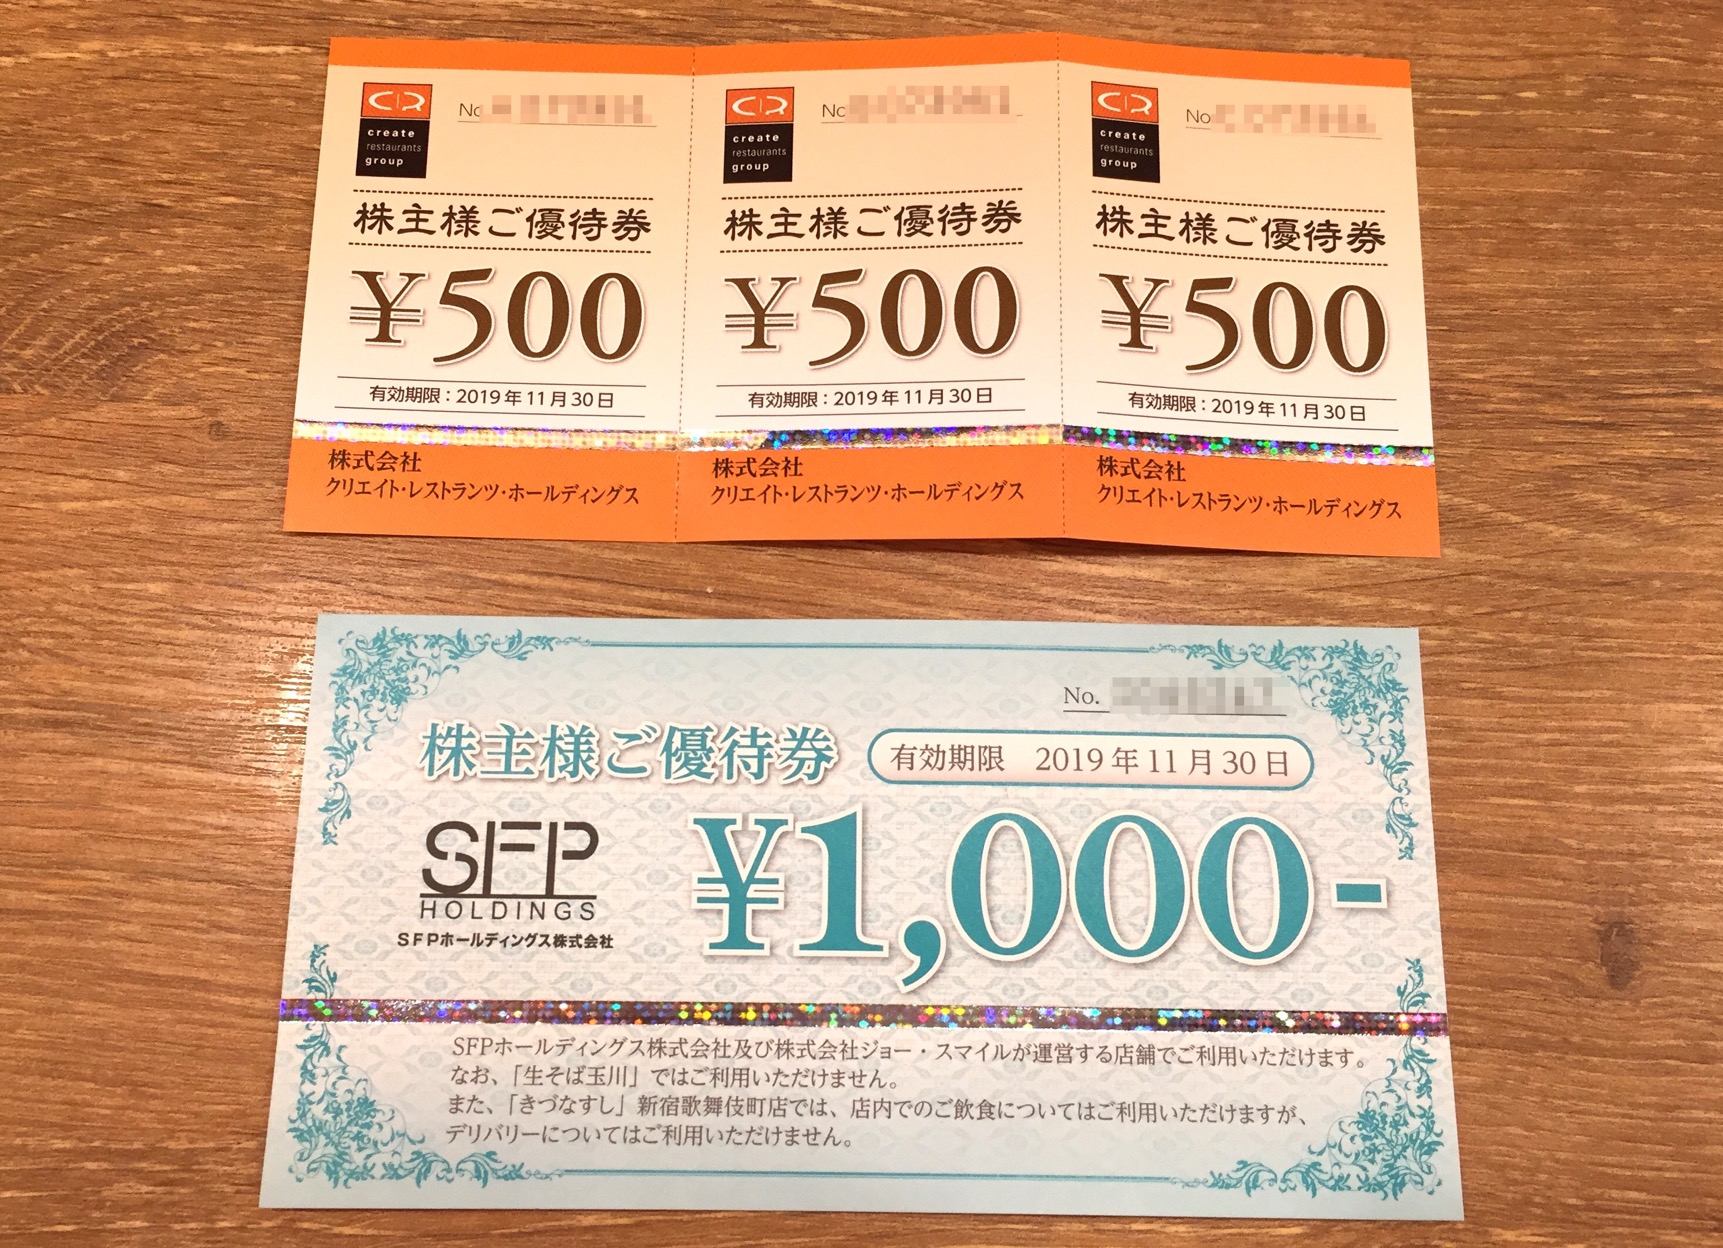 CR
create
restaurants
group
No
株主様ご優待券
¥500
有効期限：2019年11月30日
株式会社
クリエイト・レストランツ・ホールディングス
CR
create
restaurants
group
No
株主様ご優待券
¥500
有効期限：2019年11月30日
株式会社
クリエイト・レストランツ・ホールディングス
CR
create
restaurants
group
No
株主様ご優待券
¥500
有効期限：2019年11月30日
株式会社
クリエイト・レストランツ・ホールディングス
No.
株主様ご優待券
有効期限 2019年11月30日
SFP
HOLDINGS
SFPホールディングス株式会社
¥1,000-
SFPホールディングス株式会社及び株式会社ジョー・スマイルが運営する店舗でご利用いただけます。
なお、「生そば玉川」ではご利用いただけません。
また、「きづなすし」新宿歌舞伎町店では、店内でのご飲食についてはご利用いただけますが、
デリバリーについてはご利用いただけません。